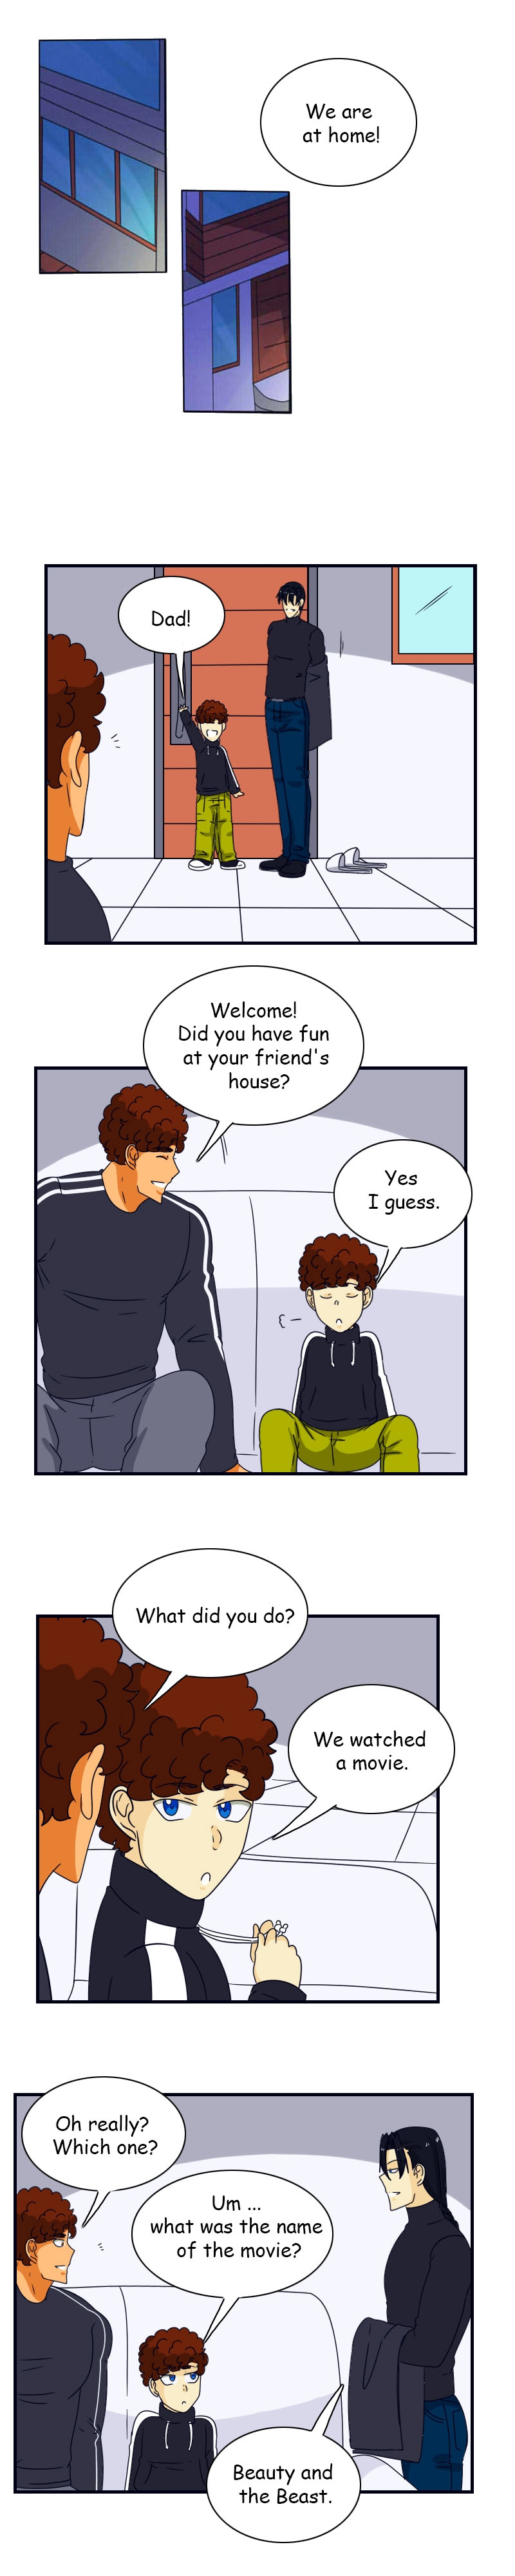 We are
at home!
Dad!
Welcome!
Did you have fun
at your friend's
house?
Yes
I guess.
What did you do?
We watched
a movie.
Oh really?
Which one?
Um ...
what was the name
of the movie?
Beauty and
the Beast.